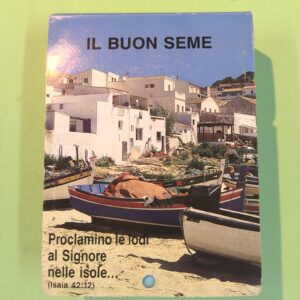 IL BUON SEME
Proclamino le lodi
al Signore
nelle isole...
(Isaia 42:12)